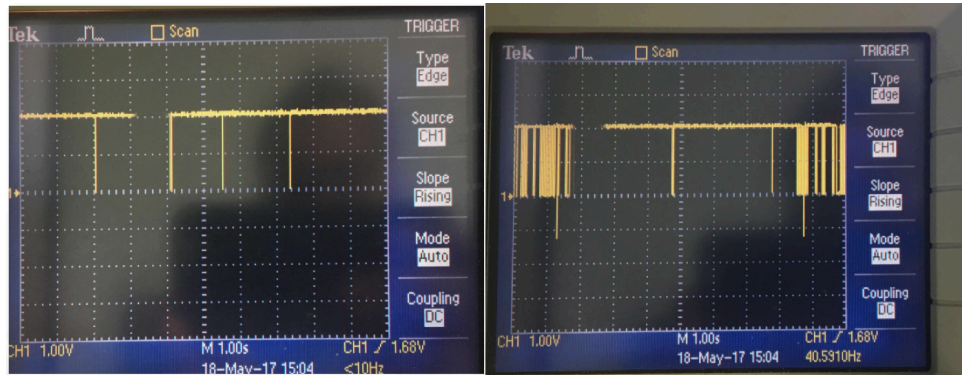 Tek
Scan
TRIGGER
Type
Edge
Source
CH1
Slope
Rising
Mode
Auto
Coupling
DC
1
CH1 1.00V
M 1.00s
CH1 / 1.68V
18-May-17 15:04
<10Hz
Tek
Scan
TRIGGER
Type
Edge
Source
CH1
Slope
Rising
Mode
Auto
Coupling
DC
1
CH1 1.00V
M 1.00s
CH1 / 1.68V
18-May-17 15:04
40.5910Hz